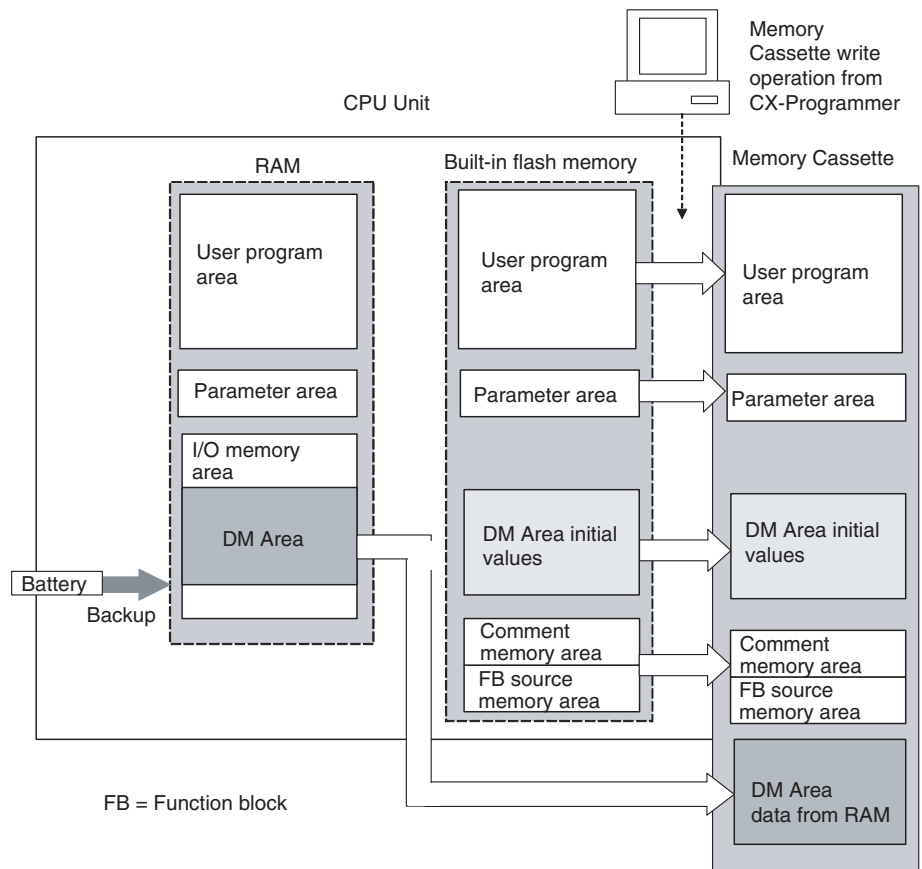 Memory
Cassette write
operation from
CX-Programmer
CPU Unit
RAM
Built-in flash memory
Memory Cassette
User program
area
User program
area
User program
area
Parameter area
Parameter area
Parameter area
I/O memory
area
DM Area
DM Area initial
values
DM Area initial
values
Battery
Backup
Comment
memory area
FB source
memory area
Comment
memory area
FB source
memory area
DM Area
data from RAM
FB = Function block